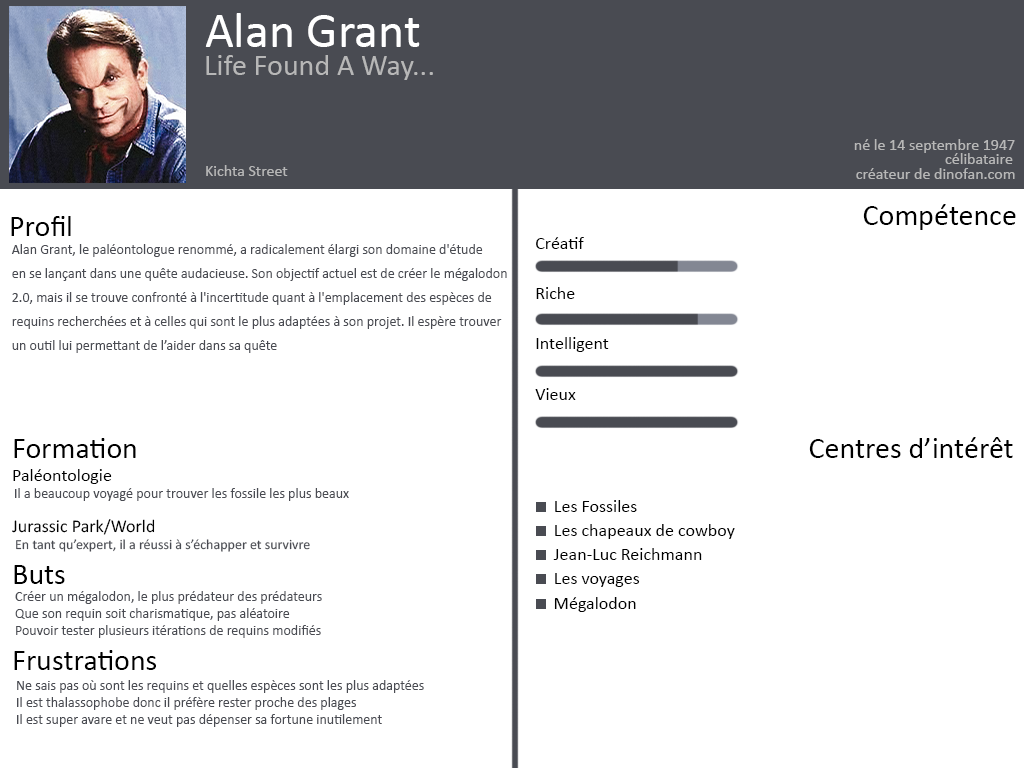 Alan Grant
Life Found A Way...
Kichta Street
né le 14 septembre 1947
célibataire
créateur de dinofan.com
Profil
Alan Grant, le paléontologue renommé, a radicalement élargi son domaine d'étude
en se lançant dans une quête audacieuse. Son objectif actuel est de créer le mégalodon
2.0, mais il se trouve confronté à l'incertitude quant à l'emplacement des espèces de
requins recherchées et à celles qui sont le plus adaptées à son projet. Il espère trouver
un outil lui permettant de l’aider dans sa quête
Formation
Paléontologie
Il a beaucoup voyagé pour trouver les fossile les plus beaux
Jurassic Park/World
En tant qu’expert, il a réussi à s’échapper et survivre
Buts
Créer un mégalodon, le plus prédateur des prédateurs
Que son requin soit charismatique, pas aléatoire
Pouvoir tester plusieurs itérations de requins modifiés
Frustrations
Ne sais pas où sont les requins et quelles espèces sont les plus adaptées
Il est thalassophobe donc il préfère rester proche des plages
Il est super avare et ne veut pas dépenser sa fortune inutilement
Compétence
Créatif
Riche
Intelligent
Vieux
Centres d’intérêt
Les Fossiles
Les chapeaux de cowboy
Jean-Luc Reichmann
Les voyages
Mégalodon